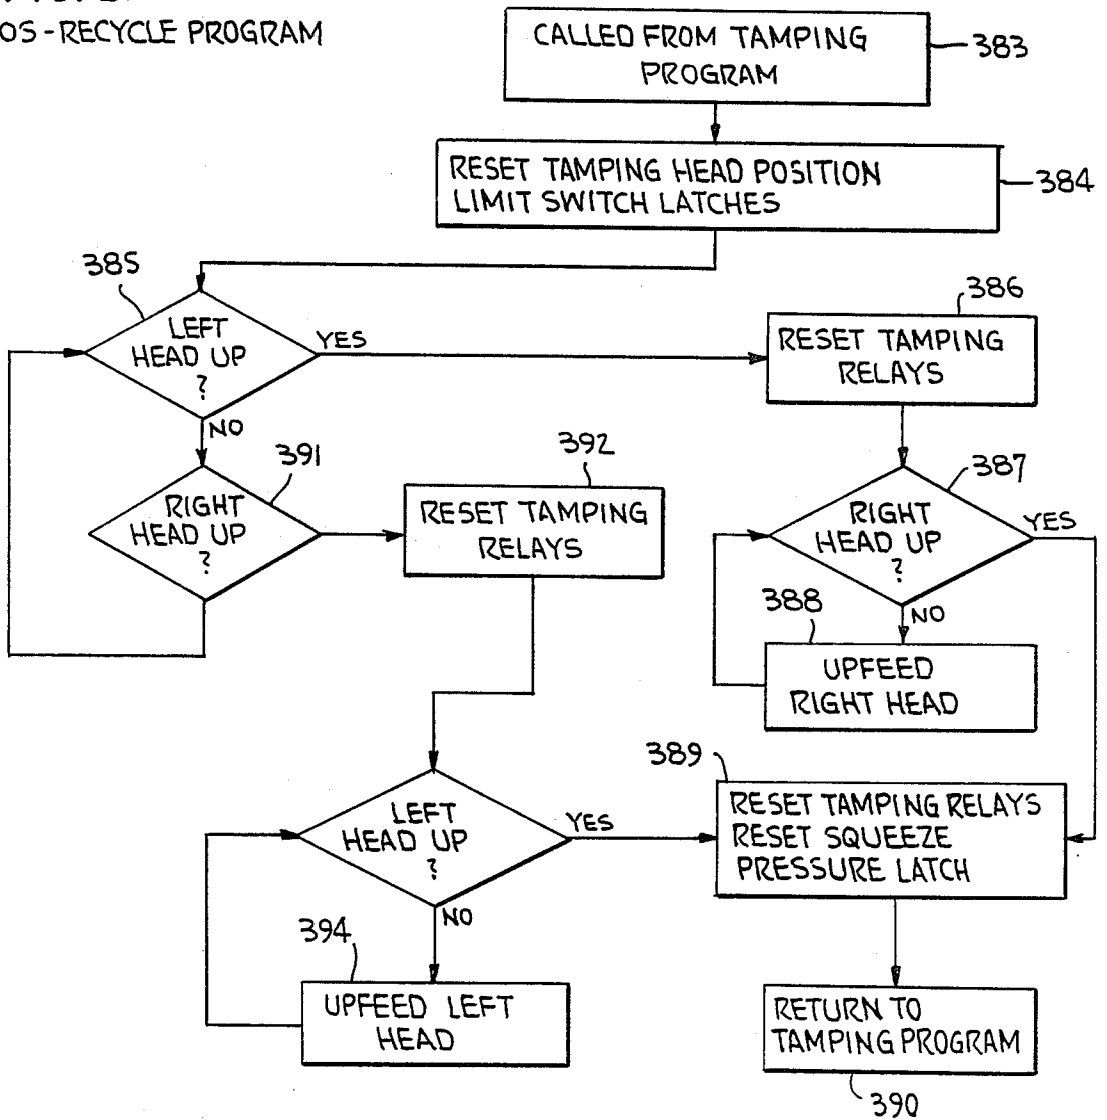 OS-RECYCLE PROGRAM
CALLED FROM TAMPING
PROGRAM
383
RESET TAMPING HEAD POSITION
LIMIT SWITCH LATCHES
384
385
LEFT
HEAD UP
?
YES
NO
386
RESET TAMPING
RELAYS
391
RIGHT
HEAD UP
?
392
RESET TAMPING
RELAYS
387
RIGHT
HEAD UP
?
YES
NO
388
UPFEED
RIGHT HEAD
LEFT
HEAD UP
?
YES
NO
389
RESET TAMPING RELAYS
RESET SQUEEZE
PRESSURE LATCH
394
UPFEED LEFT
HEAD
RETURN TO
TAMPING PROGRAM
390